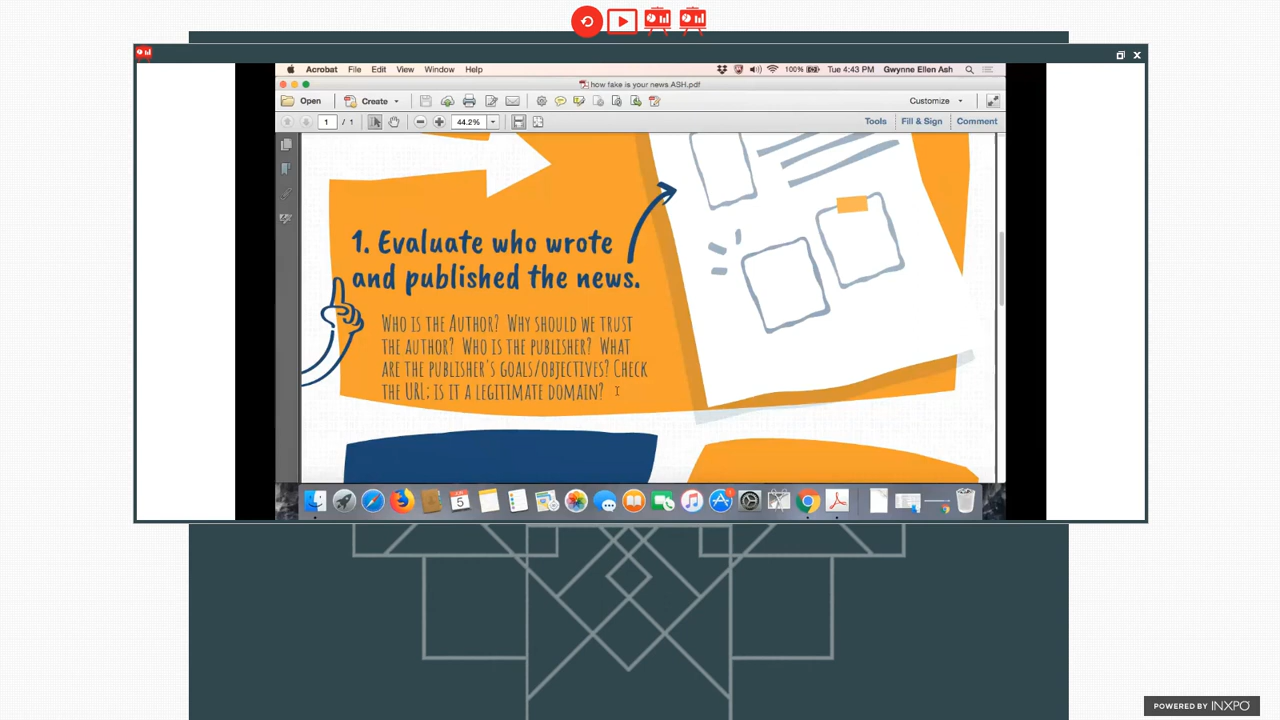 Acrobat File Edit View Window Help 100% Tue 4:43 PM Gwynne Ellen Ash
how fake is your news ASH.pdf
Open Create Customize
1 / 1 44.2% Tools Fill & Sign Comment
1. Evaluate who wrote
and published the news.
WHO IS THE AUTHOR? WHY SHOULD WE TRUST
THE AUTHOR? WHO IS THE PUBLISHER? WHAT
ARE THE PUBLISHER'S GOALS/OBJECTIVES? CHECK
THE URL; IS IT A LEGITIMATE DOMAIN?
5
POWERED BY INXPO